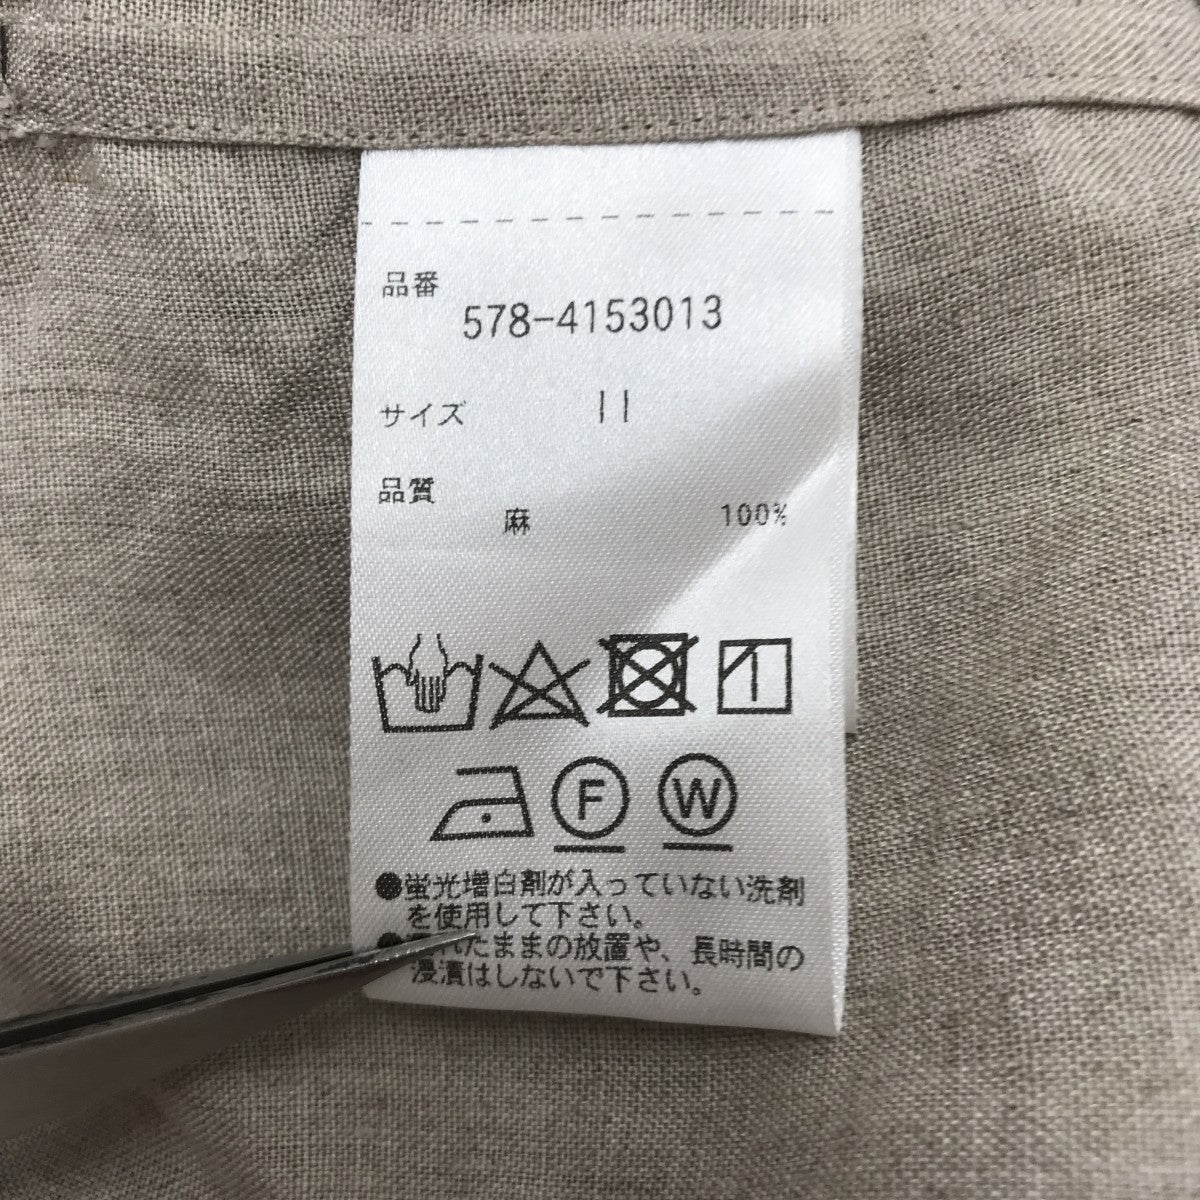 品番
578-4153013
サイズ 11
品質
麻 100%
F W
●蛍光増白剤が入っていない洗剤
を使用して下さい。
れたままの放置や、長時間の
浸漬はしないで下さい。